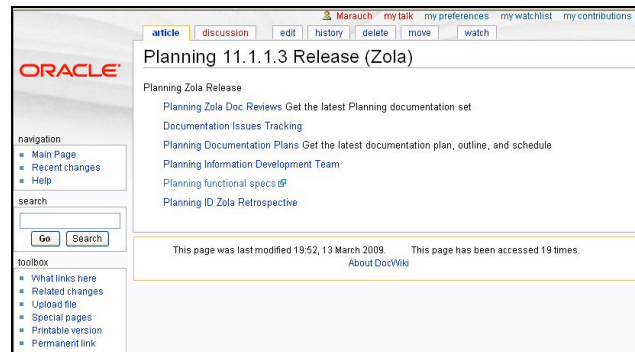 Marauch my talk my preferences my watchlist my contributions
article discussion edit history delete move watch
ORACLE
Planning 11.1.1.3 Release (Zola)
Planning Zola Release
Planning Zola Doc Reviews Get the latest Planning documentation set
Documentation Issues Tracking
Planning Documentation Plans Get the latest documentation plan, outline, and schedule
Planning Information Development Team
Planning functional specs
Planning ID Zola Retrospective
This page was last modified 19:52, 13 March 2009. This page has been accessed 19 times.
About DocWiki
navigation
Main Page
Recent changes
Help
search
Go Search
toolbox
What links here
Related changes
Upload file
Special pages
Printable version
Permanent link